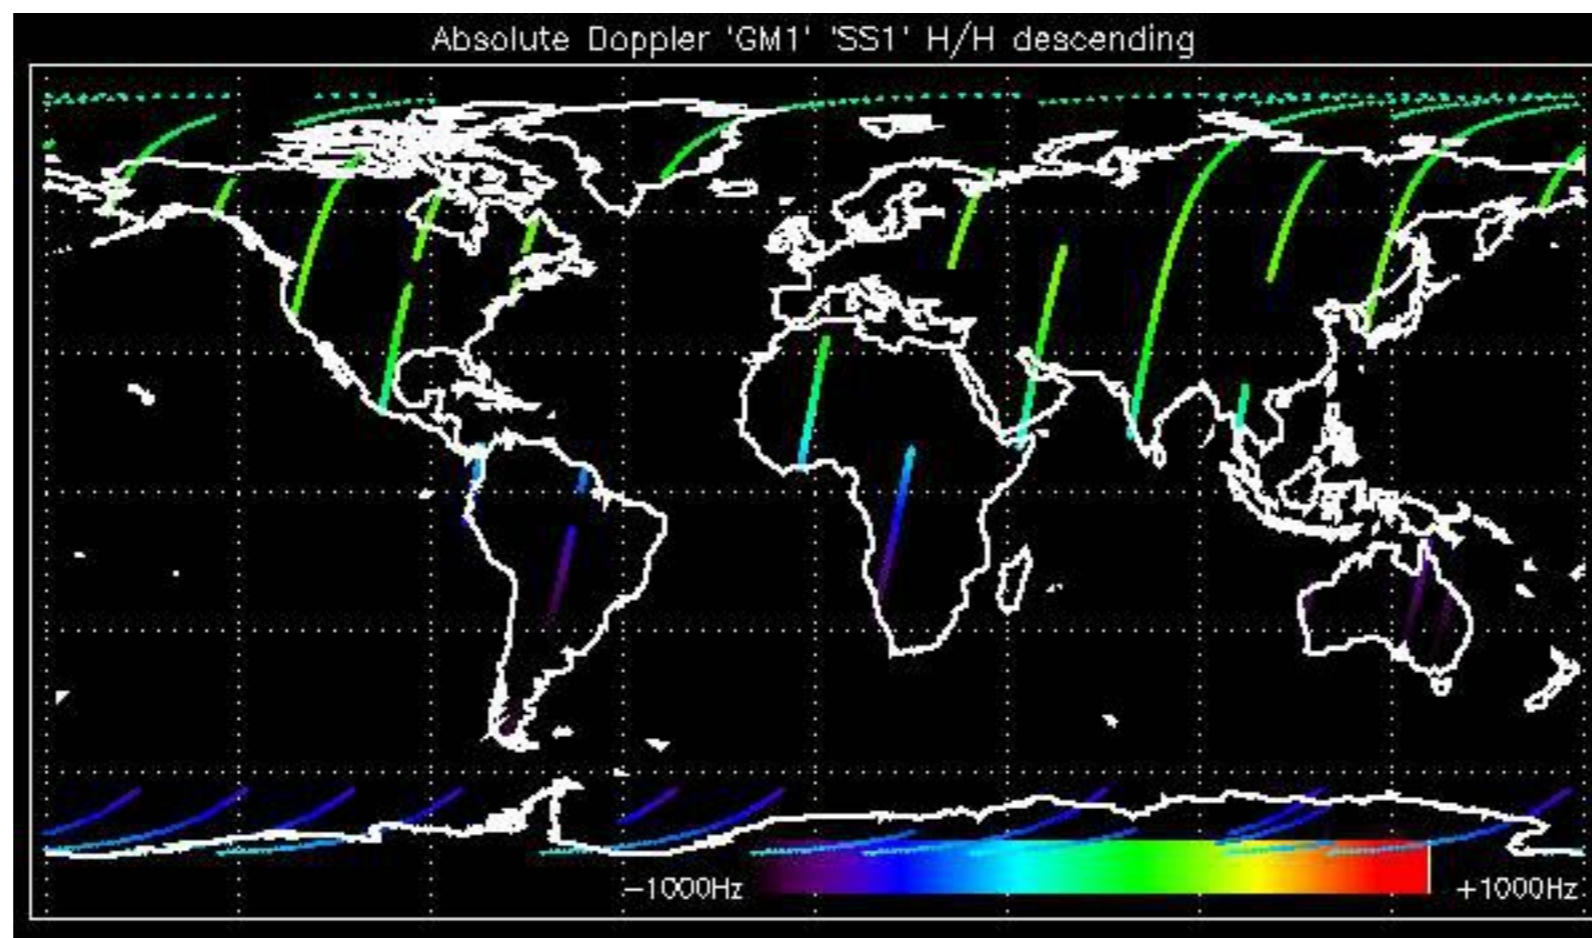 Absolute Doppler 'GM1' 'SS1' H/H descending
-1000Hz +1000Hz